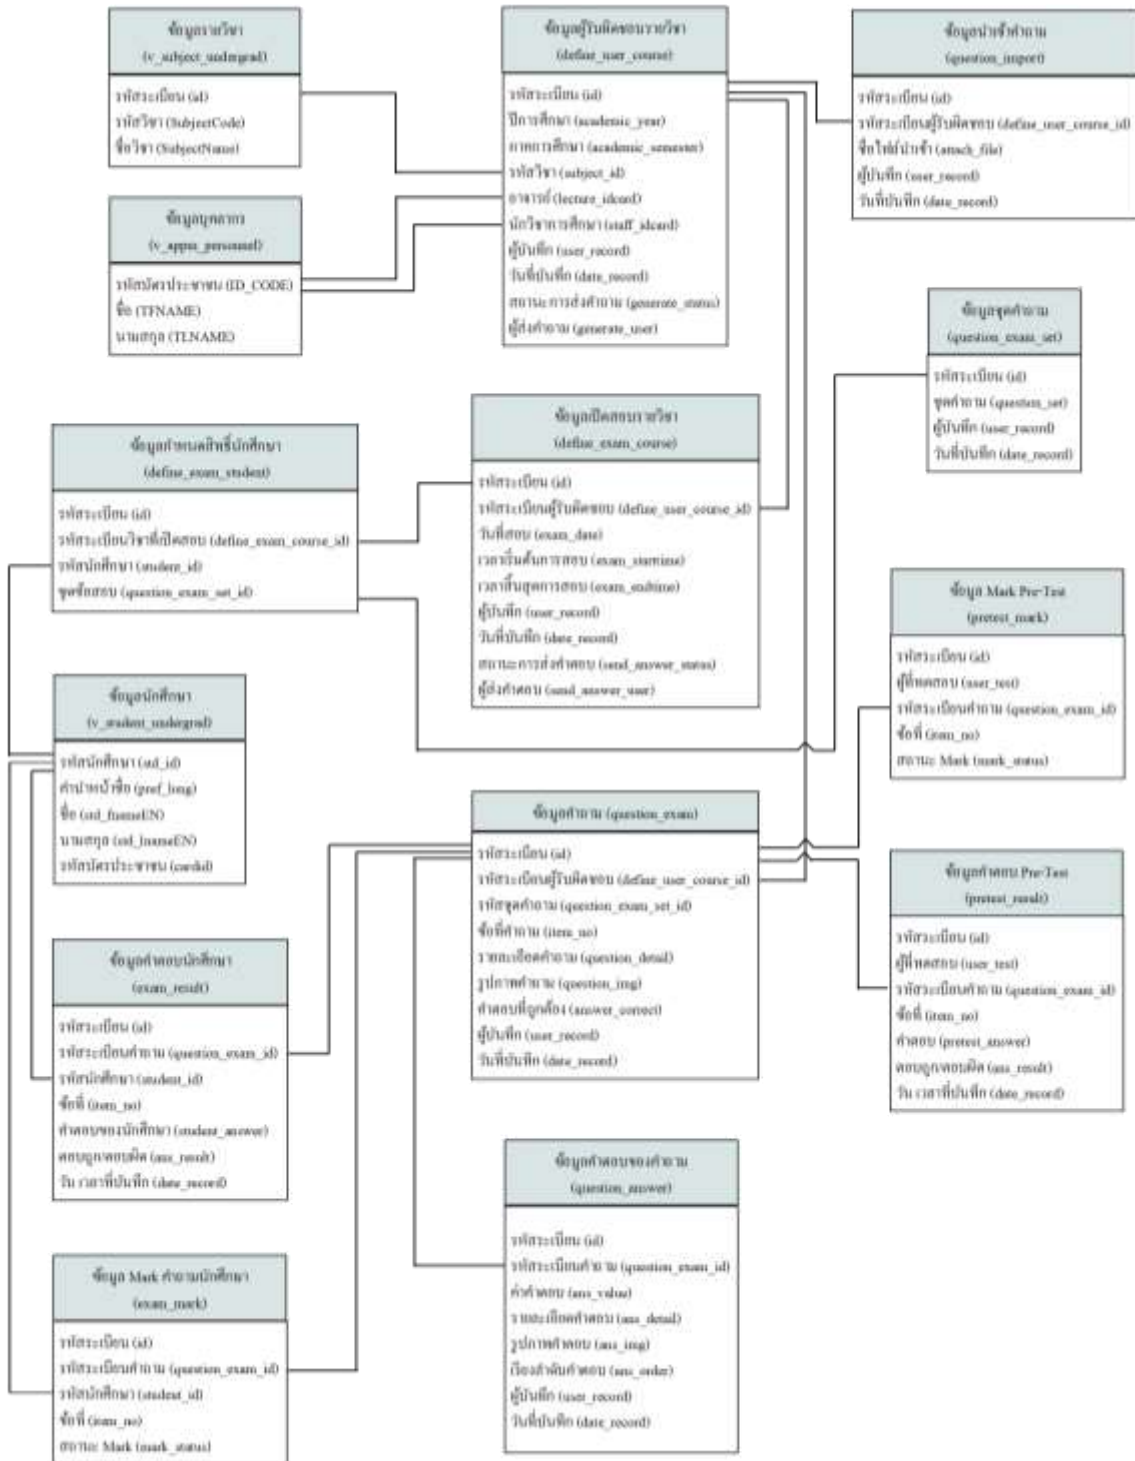 ข้อมูลรายวิชา
(v_subject_undergrad)
รหัสระเบียน (id)
รหัสวิชา (SubjectCode)
ชื่อวิชา (SubjectName)
ข้อมูลผู้รับผิดชอบรายวิชา
(define_user_course)
รหัสระเบียน (id)
ปีการศึกษา (academic_year)
ภาคการศึกษา (academic_semester)
รหัสวิชา (subject_id)
อาจารย์ (lecture_idcard)
นักวิชาการศึกษา (staff_idcard)
ผู้บันทึก (user_record)
วันที่บันทึก (date_record)
สถานะการส่งคำถาม (generate_status)
ผู้ส่งคำถาม (generate_user)
ข้อมูลนำเข้าคำถาม
(question_import)
รหัสระเบียน (id)
รหัสระเบียนผู้รับผิดชอบ (define_user_course_id)
ชื่อไฟล์นำเข้า (attach_file)
ผู้บันทึก (user_record)
วันที่บันทึก (date_record)
ข้อมูลบุคลากร
(v_appm_personnel)
รหัสบัตรประชาชน (ID_CODE)
ชื่อ (TFNAME)
นามสกุล (TLNAME)
ข้อมูลชุดคำถาม
(question_exam_set)
รหัสระเบียน (id)
ชุดคำถาม (question_set)
ผู้บันทึก (user_record)
วันที่บันทึก (date_record)
ข้อมูลกำหนดสิทธิ์นักศึกษา
(define_exam_student)
รหัสระเบียน (id)
รหัสระเบียนวิชาที่เปิดสอบ (define_exam_course_id)
รหัสนักศึกษา (student_id)
ชุดข้อสอบ (question_exam_set_id)
ข้อมูลเปิดสอบรายวิชา
(define_exam_course)
รหัสระเบียน (id)
รหัสระเบียนผู้รับผิดชอบ (define_user_course_id)
วันที่สอบ (exam_date)
เวลาเริ่มต้นการสอบ (exam_starttime)
เวลาสิ้นสุดการสอบ (exam_endtime)
ผู้บันทึก (user_record)
วันที่บันทึก (date_record)
สถานะการส่งคำตอบ (send_answer_status)
ผู้ส่งคำตอบ (send_answer_user)
ข้อมูล Mark Pre-Test
(pretest_mark)
รหัสระเบียน (id)
ผู้ที่ทดสอบ (user_test)
รหัสระเบียนคำถาม (question_exam_id)
ข้อที่ (item_no)
สถานะ Mark (mark_status)
ข้อมูลนักศึกษา
(v_student_undergrad)
รหัสนักศึกษา (std_id)
คำนำหน้าชื่อ (pref_long)
ชื่อ (std_fnameEN)
นามสกุล (std_lnameEN)
รหัสบัตรประชาชน (cardid)
ข้อมูลคำถาม (question_exam)
รหัสระเบียน (id)
รหัสระเบียนผู้รับผิดชอบ (define_user_course_id)
รหัสชุดคำถาม (question_exam_set_id)
ข้อที่คำถาม (item_no)
รายละเอียดคำถาม (question_detail)
รูปภาพคำถาม (question_img)
คำตอบที่ถูกต้อง (answer_correct)
ผู้บันทึก (user_record)
วันที่บันทึก (date_record)
ข้อมูลคำตอบ Pre-Test
(pretest_result)
รหัสระเบียน (id)
ผู้ที่ทดสอบ (user_test)
รหัสระเบียนคำถาม (question_exam_id)
ข้อที่ (item_no)
คำตอบ (pretest_answer)
ตอบถูก/ตอบผิด (ans_result)
วัน เวลาที่บันทึก (date_record)
ข้อมูลคำตอบนักศึกษา
(exam_result)
รหัสระเบียน (id)
รหัสระเบียนคำถาม (question_exam_id)
รหัสนักศึกษา (student_id)
ข้อที่ (item_no)
คำตอบของนักศึกษา (student_answer)
ตอบถูก/ตอบผิด (ans_result)
วัน เวลาที่บันทึก (date_record)
ข้อมูลคำตอบของคำถาม
(question_answer)
รหัสระเบียน (id)
รหัสระเบียนคำถาม (question_exam_id)
ค่าคำตอบ (ans_value)
รายละเอียดคำตอบ (ans_detail)
รูปภาพคำตอบ (ans_img)
เรียงลำดับคำตอบ (ans_order)
ผู้บันทึก (user_record)
วันที่บันทึก (date_record)
ข้อมูล Mark คำถามนักศึกษา
(exam_mark)
รหัสระเบียน (id)
รหัสระเบียนคำถาม (question_exam_id)
รหัสนักศึกษา (student_id)
ข้อที่ (item_no)
สถานะ Mark (mark_status)